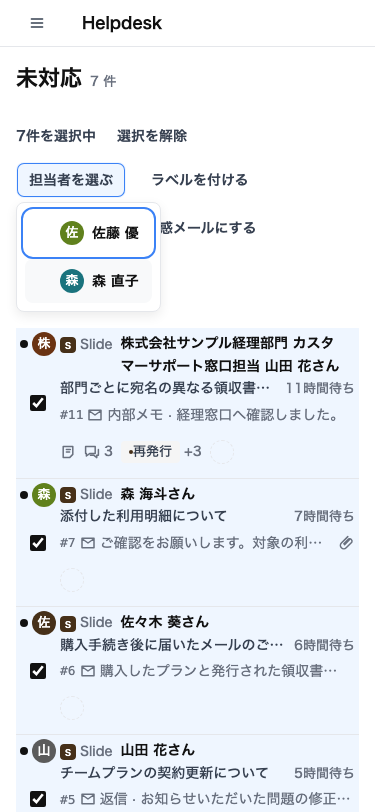 Helpdesk
未対応 7 件
7件を選択中 選択を解除
担当者を選ぶ ラベルを付ける
惑メールにする
佐 佐藤 優
森 森 直子
株 s Slide 株式会社サンプル経理部門 カスタ
マーサポート窓口担当 山田 花さん
部門ごとに宛名の異なる領収書… 11時間待ち
#11 内部メモ · 経理窓口へ確認しました。
3 •再発行 +3
森 s Slide 森 海斗さん
添付した利用明細について 7時間待ち
#7 ご確認をお願いします。対象の利…
佐 s Slide 佐々木 葵さん
購入手続き後に届いたメールのご… 6時間待ち
#6 購入したプランと発行された領収書…
山 s Slide 山田 花さん
チームプランの契約更新について 5時間待ち
#5 返信 · お知らせいただいた問題の修正…